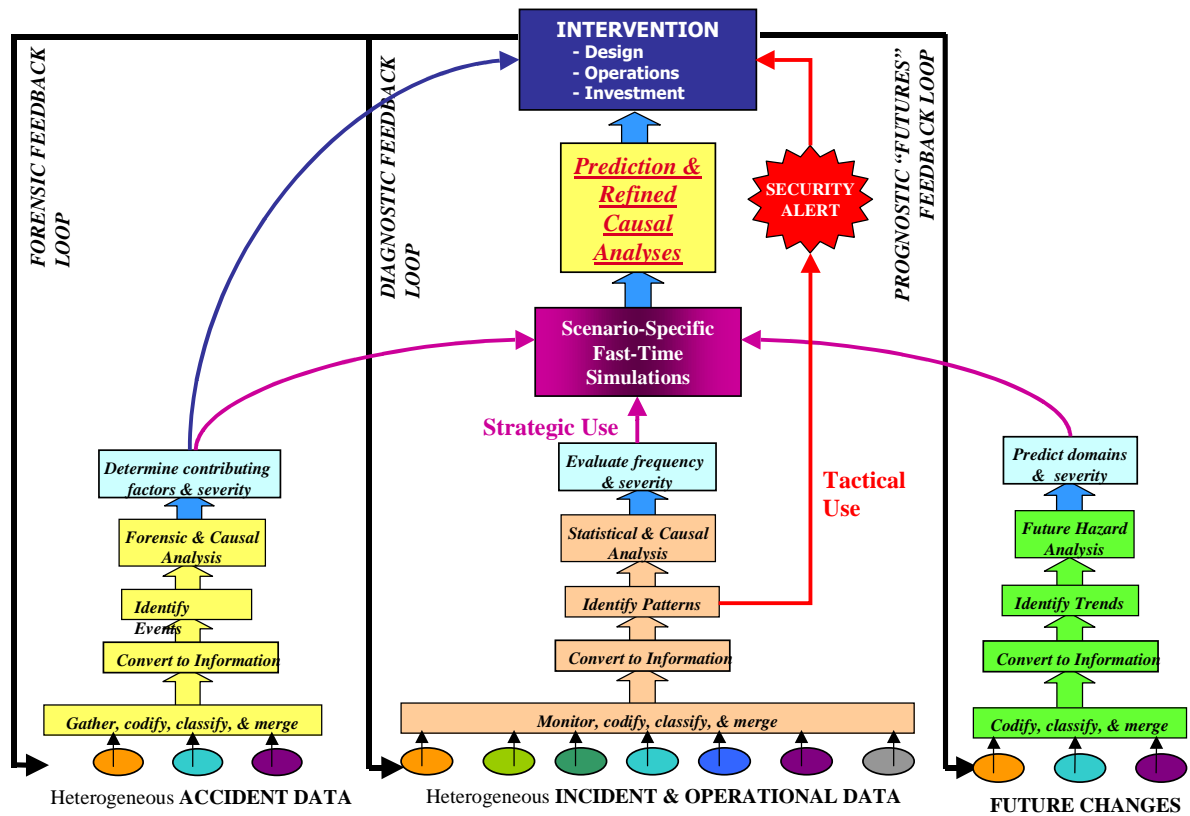 INTERVENTION
- Design
- Operations
- Investment
FORENSIC FEEDBACK
LOOP
DIAGNOSTIC FEEDBACK
LOOP
PROGNOSTIC “FUTURES”
FEEDBACK LOOP
Prediction &
Refined
Causal
Analyses
SECURITY
ALERT
Scenario-Specific
Fast-Time
Simulations
Strategic Use
Tactical
Use
Determine contributing
factors & severity
Forensic & Causal
Analysis
Identify
Events
Convert to Information
Gather, codify, classify, & merge
Heterogeneous ACCIDENT DATA
Evaluate frequency
& severity
Statistical & Causal
Analysis
Identify Patterns
Convert to Information
Monitor, codify, classify, & merge
Heterogeneous INCIDENT & OPERATIONAL DATA
Predict domains
& severity
Future Hazard
Analysis
Identify Trends
Convert to Information
Codify, classify, & merge
FUTURE CHANGES